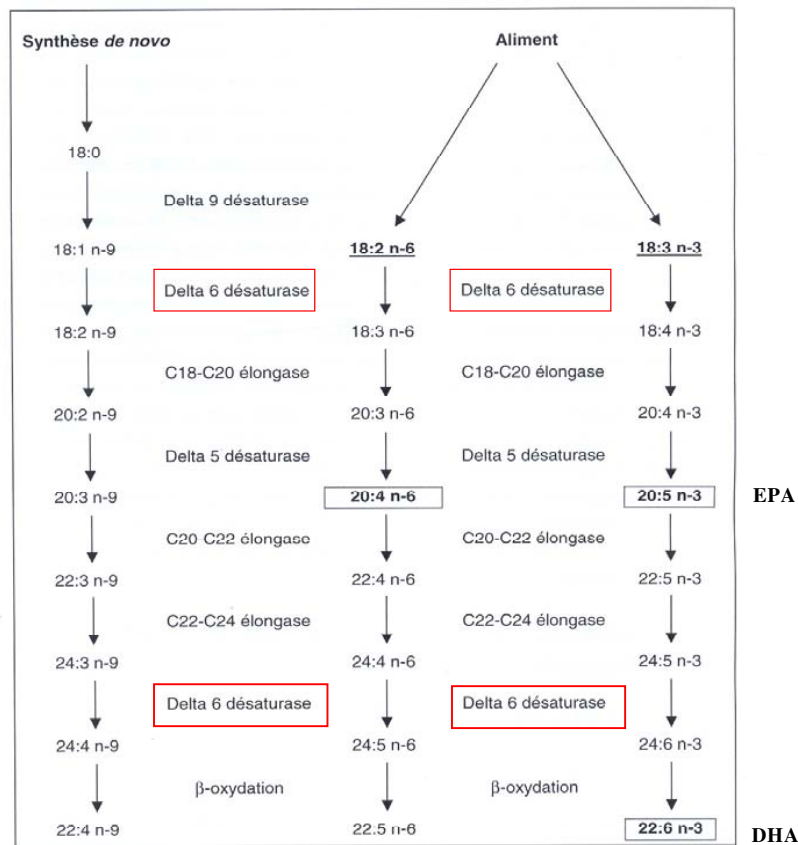 Synthèse de novo Aliment
18:0
Delta 9 désaturase
18:1 n-9 18:2 n-6 18:3 n-3
Delta 6 désaturase Delta 6 désaturase
18:2 n-9 18:3 n-6 18:4 n-3
C18-C20 élongase C18-C20 élongase
20:2 n-9 20:3 n-6 20:4 n-3
Delta 5 désaturase Delta 5 désaturase
20:3 n-9 20:4 n-6 20:5 n-3 EPA
C20-C22 élongase C20-C22 élongase
22:3 n-9 22:4 n-6 22:5 n-3
C22-C24 élongase C22-C24 élongase
24:3 n-9 24:4 n-6 24:5 n-3
Delta 6 désaturase Delta 6 désaturase
24:4 n-9 24:5 n-6 24:6 n-3
β-oxydation β-oxydation
22:4 n-9 22:5 n-6 22:6 n-3 DHA